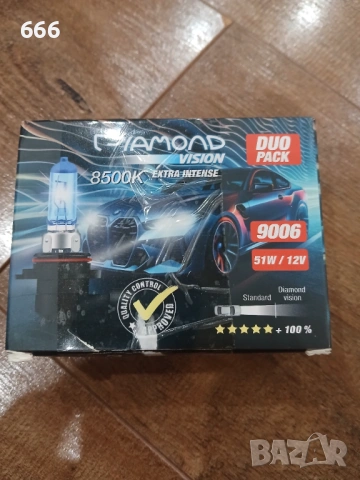 666
DIAMOND
VISION
DUO
PACK
8500K
EXTRA INTENSE
9006
51W / 12V
QUALITY CONTROL
APPROVED
Standard
Diamond
vision
+ 100 %
BAZAR